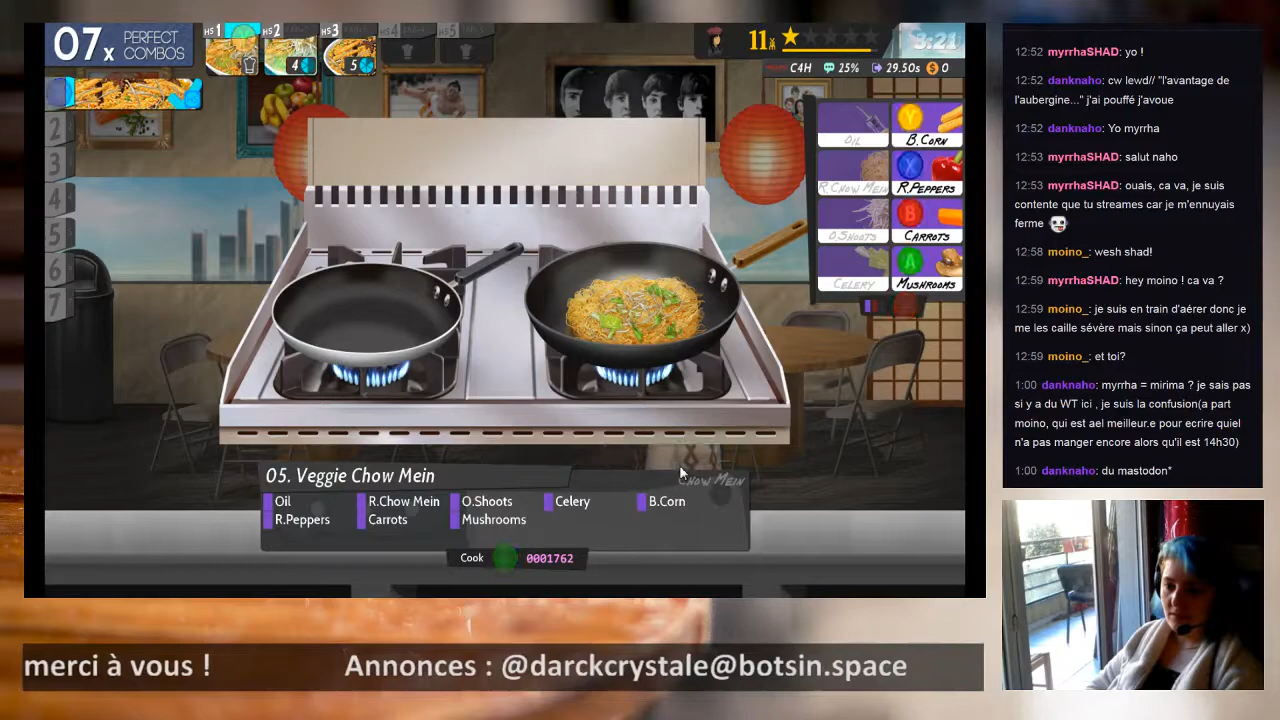 07x PERFECT COMBOS
HS1 HS2 HS3 HS4 HS5
4
5
11x
3:21
C4H 25% 29.50s 0
2
3
4
5
6
7
OIL
Y
B.CORN
R.CHOW MEIN
X
R.PEPPERS
O.SHOOTS
B
CARROTS
CELERY
A
MUSHROOMS
05. Veggie Chow Mein
CHOW MEIN
Oil R.Chow Mein O.Shoots Celery B.Corn
R.Peppers Carrots Mushrooms
Cook 0001762
merci à vous ! Annonces : @darckcrystale@botsin.space
12:52 myrrhaSHAD: yo !
12:52 danknaho: cw lewd// "l'avantage de
l'aubergine..." j'ai pouffé j'avoue
12:52 danknaho: Yo myrrha
12:53 myrrhaSHAD: salut naho
12:53 myrrhaSHAD: ouais, ca va, je suis
contente que tu streames car je m'ennuyais
ferme
12:58 moino_: wesh shad!
12:59 myrrhaSHAD: hey moino ! ca va ?
12:59 moino_: je suis en train d'aérer donc je
me les caille sévère mais sinon ça peut aller x)
12:59 moino_: et toi?
1:00 danknaho: myrrha = mirima ? je sais pas
si y a du WT ici , je suis la confusion(a part
moino, qui est ael meilleur.e pour ecrire quiel
n'a pas manger encore alors qu'il est 14h30)
1:00 danknaho: du mastodon*